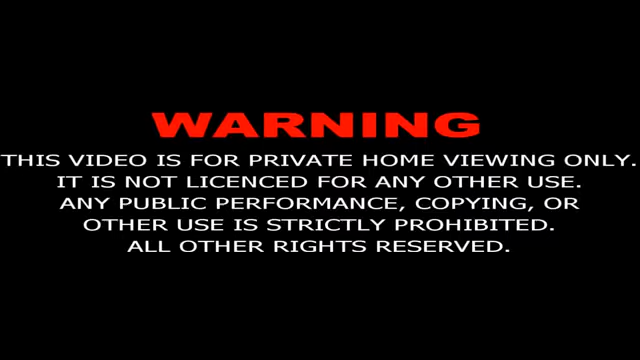 WARNING
THIS VIDEO IS FOR PRIVATE HOME VIEWING ONLY.
IT IS NOT LICENCED FOR ANY OTHER USE.
ANY PUBLIC PERFORMANCE, COPYING, OR
OTHER USE IS STRICTLY PROHIBITED.
ALL OTHER RIGHTS RESERVED.